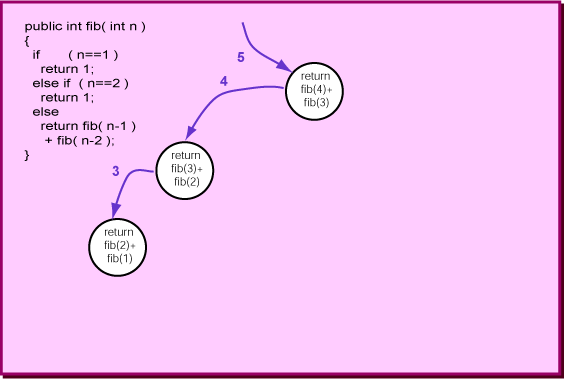 public int fib( int n )
{
if ( n==1 )
return 1;
else if ( n==2 )
return 1;
else
return fib( n-1 )
+ fib( n-2 );
}
5
return
fib(4)+
fib(3)
4
return
fib(3)+
fib(2)
3
return
fib(2)+
fib(1)